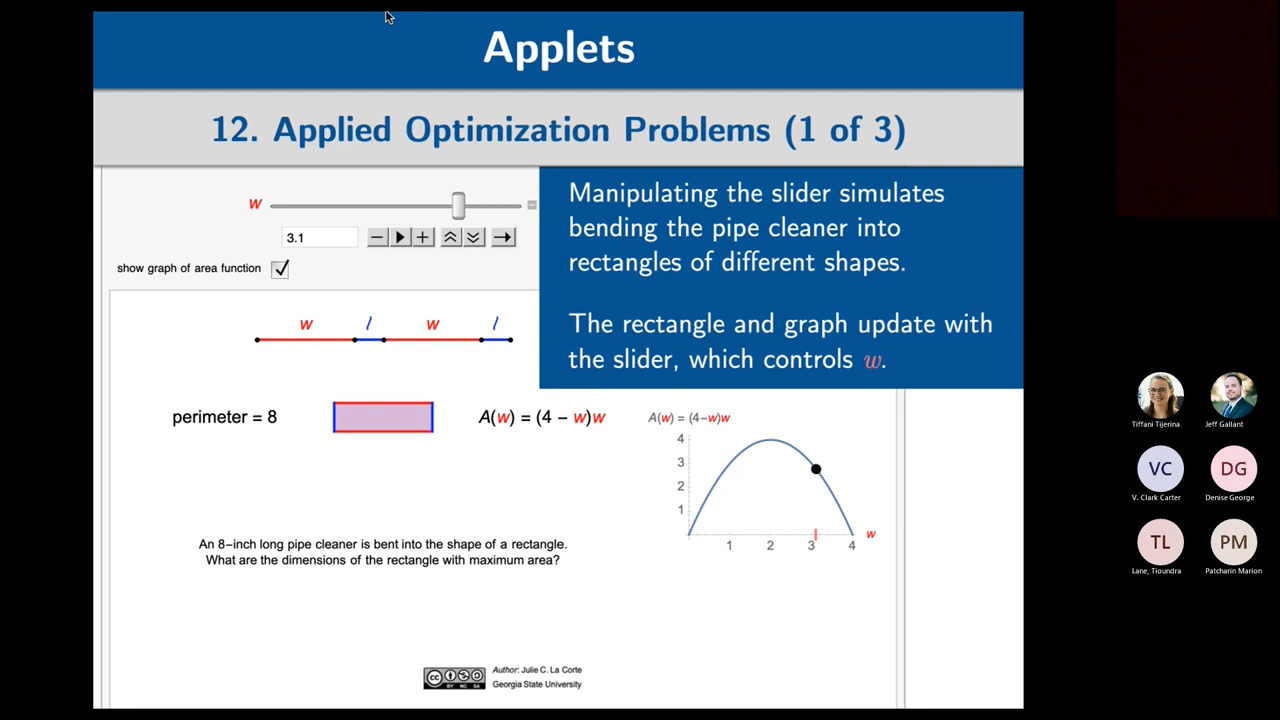 Applets
12. Applied Optimization Problems (1 of 3)
w
3.1
show graph of area function
Manipulating the slider simulates
bending the pipe cleaner into
rectangles of different shapes.
The rectangle and graph update with
the slider, which controls w.
w l w l
perimeter = 8
A(w) = (4 − w)w
A(w) = (4−w)w
4
3
2
1
1 2 3 4 w
An 8−inch long pipe cleaner is bent into the shape of a rectangle.
What are the dimensions of the rectangle with maximum area?
cc
BY NC SA
Author: Julie C. La Corte
Georgia State University
Tiffani Tijerina
Jeff Gallant
VC
DG
V. Clark Carter
Denise George
TL
PM
Lane, Tioundra
Patcharin Marion